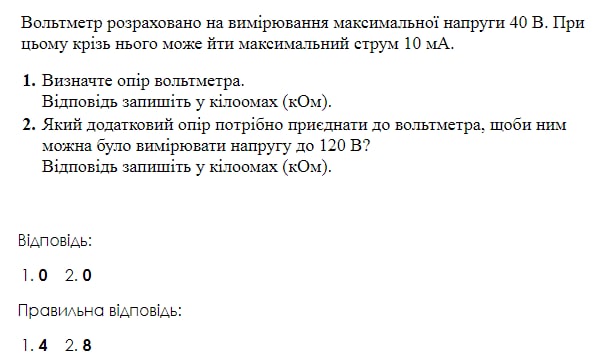 Вольтметр розраховано на вимірювання максимальної напруги 40 В. При
цьому крізь нього може йти максимальний струм 10 мА.
1. Визначте опір вольтметра.
Відповідь запишіть у кілоомах (кОм).
2. Який додатковий опір потрібно приєднати до вольтметра, щоби ним
можна було вимірювати напругу до 120 В?
Відповідь запишіть у кілоомах (кОм).
Відповідь:
1. 0 2. 0
Правильна відповідь:
1. 4 2. 8